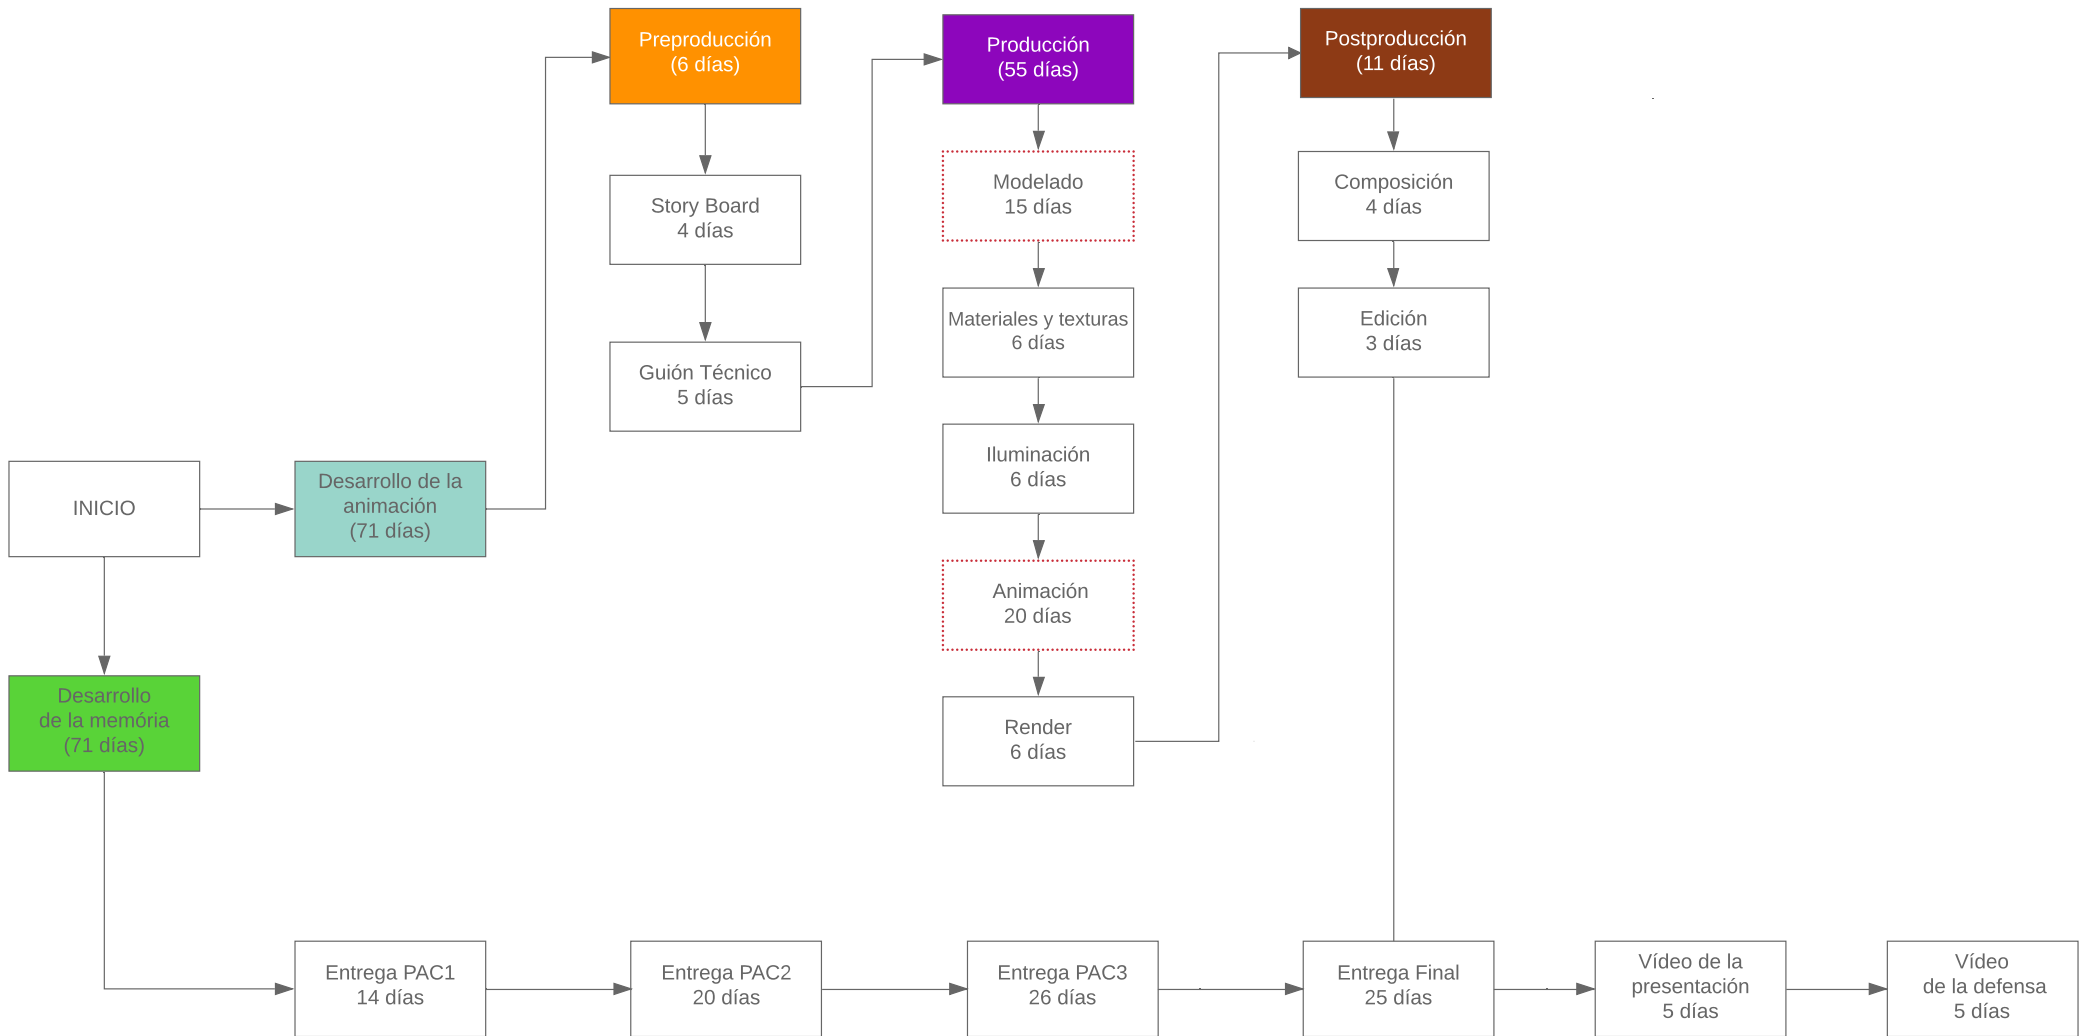 Preproducción
(6 días)
Producción
(55 días)
Postproducción
(11 días)
Story Board
4 días
Guión Técnico
5 días
Modelado
15 días
Materiales y texturas
6 días
Iluminación
6 días
Animación
20 días
Render
6 días
Composición
4 días
Edición
3 días
INICIO
Desarrollo de la
animación
(71 días)
Desarrollo
de la memória
(71 días)
Entrega PAC1
14 días
Entrega PAC2
20 días
Entrega PAC3
26 días
Entrega Final
25 días
Vídeo de la
presentación
5 días
Vídeo
de la defensa
5 días